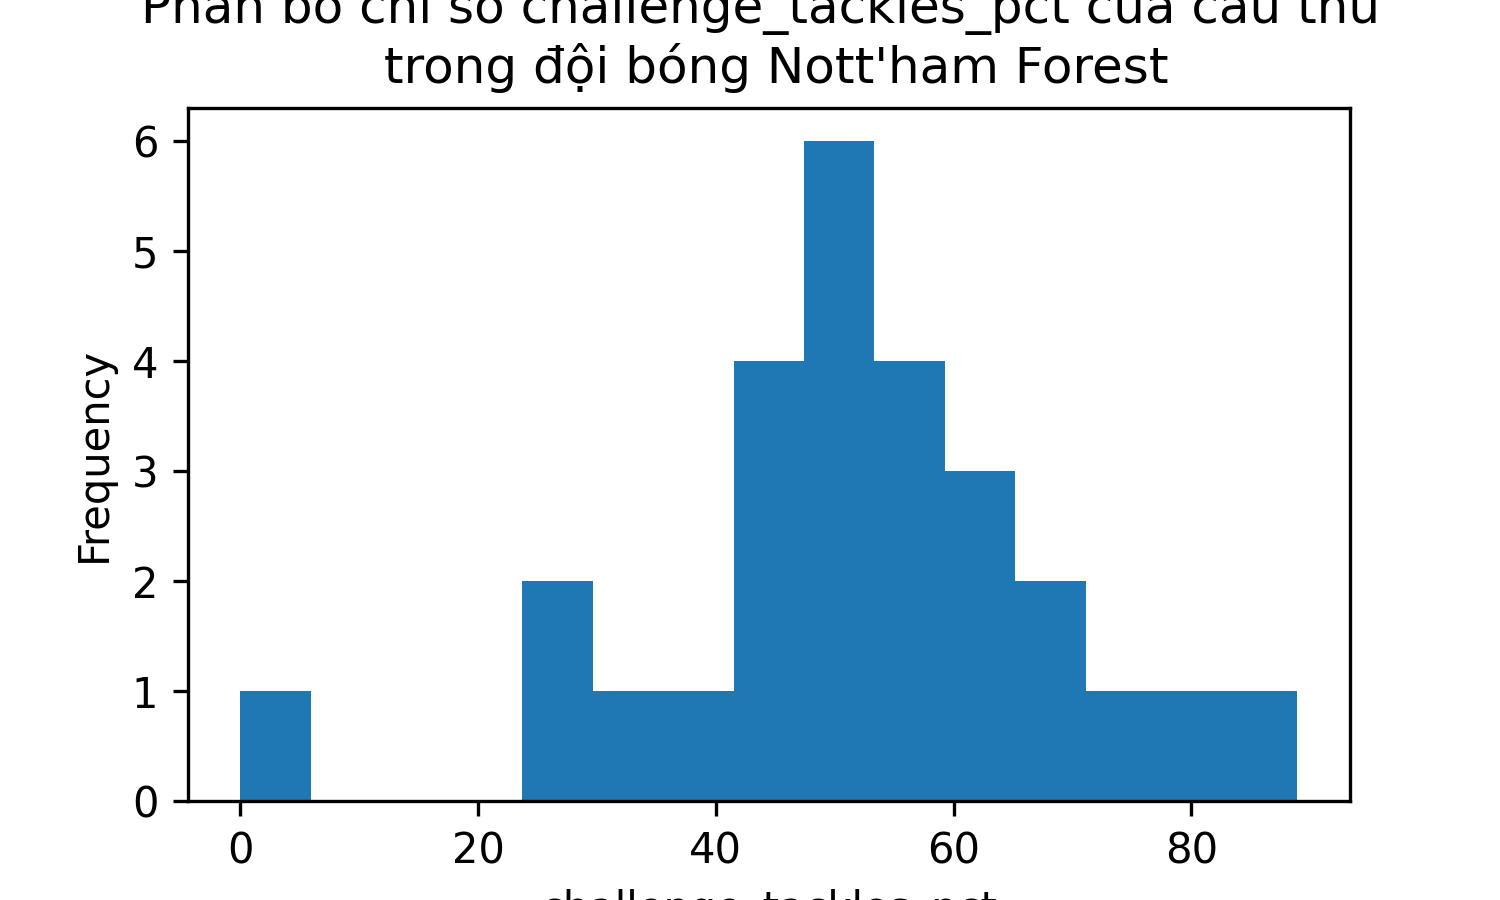 Phân bố chỉ số challenge_tackles_pct của cầu thủ
trong đội bóng Nott'ham Forest
6
5
4
3
2
1
0
Frequency
0 20 40 60 80
challenge_tackles_pct